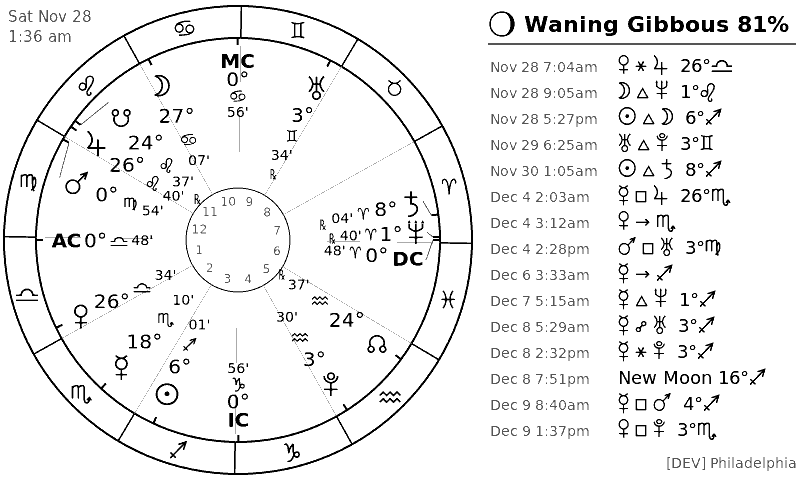 Sat Nov 28
1:36 am
MC
0°
♋
56'
☽
27°
♋
07'
☋
24°
♌
37'
℞
♃
26°
♌
40'
♂
0°
♍
54'
AC 0° ♎ 48'
♀ 26° ♎ 34'
☿
18°
♏
10'
☉
6°
♐
01'
56'
♑
0°
IC
♇
3°
♒
30'
☊
24°
♒
37'
℞
♅
3°
♊
34'
℞
℞ 04' ♈ 8° ♄
℞ 40' ♈ 1° ♆
48' ♈ 0° DC
♋ ♊ ♉ ♈ ♓ ♒ ♑ ♐ ♏ ♎ ♍ ♌
1 2 3 4 5 6 7 8 9 10 11 12
Waning Gibbous 81%
Nov 28 7:04am ♀ ⚹ ♃ 26°♎
Nov 28 9:05am ☽ △ ♆ 1°♌
Nov 28 5:27pm ☉ △ ☽ 6°♐
Nov 29 6:25am ♅ △ ♇ 3°♊
Nov 30 1:05am ☉ △ ♄ 8°♐
Dec 4 2:03am ☿ □ ♃ 26°♏
Dec 4 3:12am ♀ → ♏
Dec 4 2:28pm ♂ □ ♅ 3°♍
Dec 6 3:33am ☿ → ♐
Dec 7 5:15am ☿ △ ♆ 1°♐
Dec 8 5:29am ☿ ☍ ♅ 3°♐
Dec 8 2:32pm ☿ ⚹ ♇ 3°♐
Dec 8 7:51pm New Moon 16°♐
Dec 9 8:40am ☿ □ ♂ 4°♐
Dec 9 1:37pm ♀ □ ♇ 3°♏
[DEV] Philadelphia